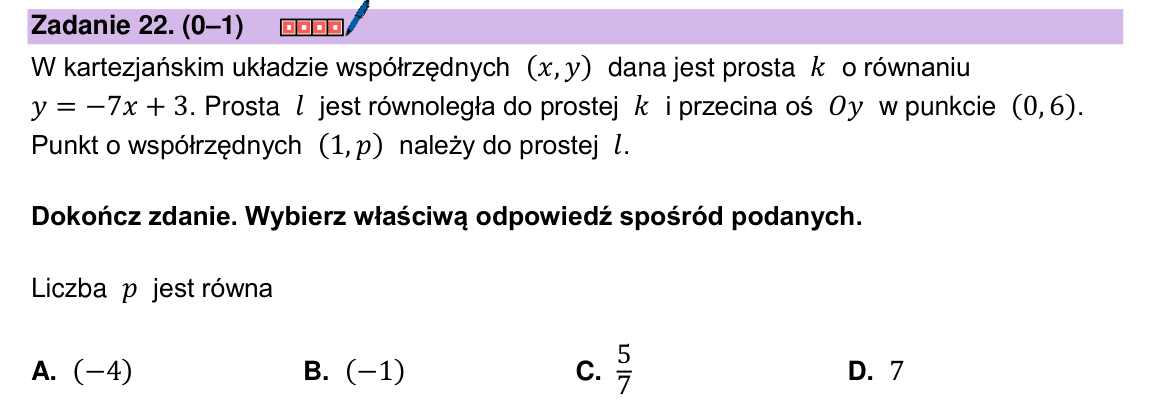 Zadanie 22. (0–1)
W kartezjańskim układzie współrzędnych (x, y) dana jest prosta k o równaniu
y = −7x + 3. Prosta l jest równoległa do prostej k i przecina oś Oy w punkcie (0, 6).
Punkt o współrzędnych (1, p) należy do prostej l.
Dokończ zdanie. Wybierz właściwą odpowiedź spośród podanych.
Liczba p jest równa
A. (−4) B. (−1) C. 5/7 D. 7